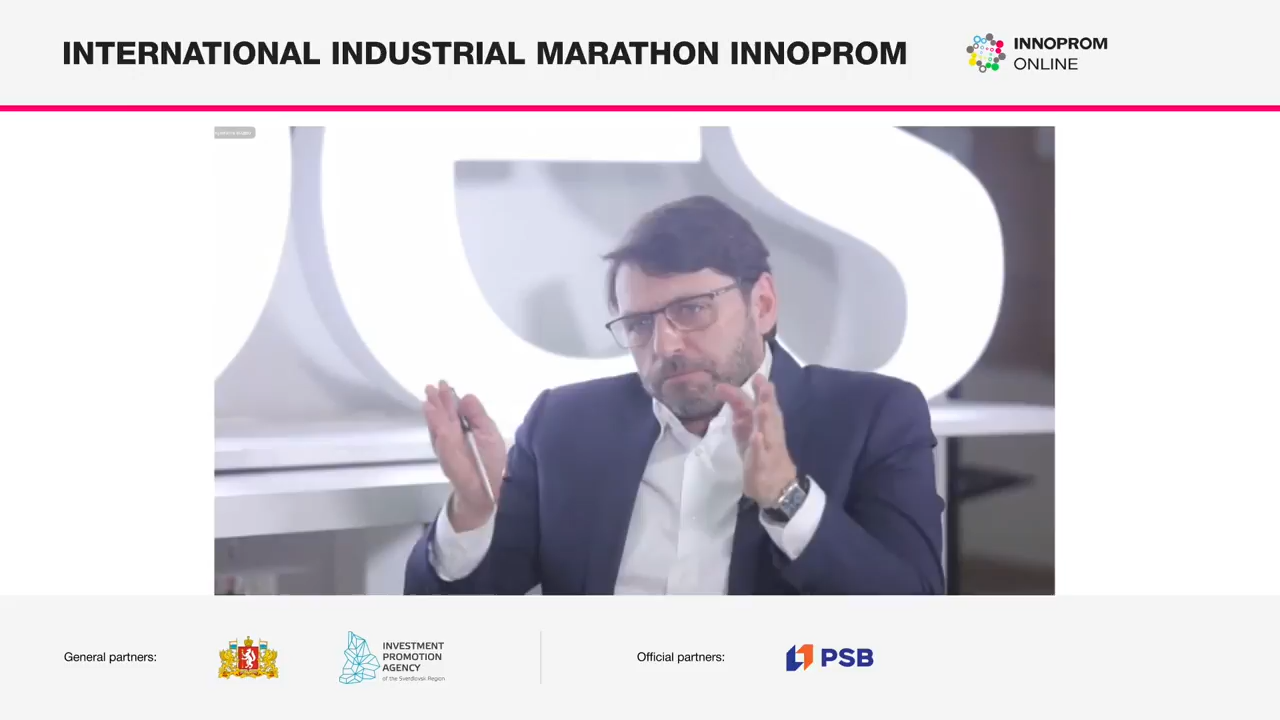 INTERNATIONAL INDUSTRIAL MARATHON INNOPROM
INNOPROM
ONLINE
General partners:
INVESTMENT
PROMOTION
AGENCY
of the Sverdlovsk Region
Official partners:
PSB